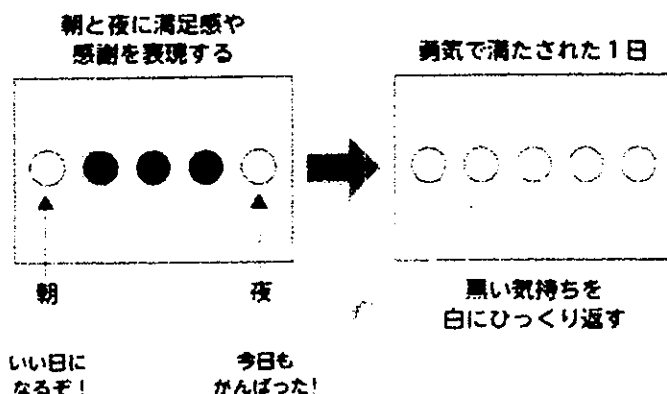 朝と夜に満足感や
感謝を表現する
勇気で満たされた1日
朝
夜
黒い気持ちを
白にひっくり返す
いい日に
なるぞ！
今日も
がんばった！